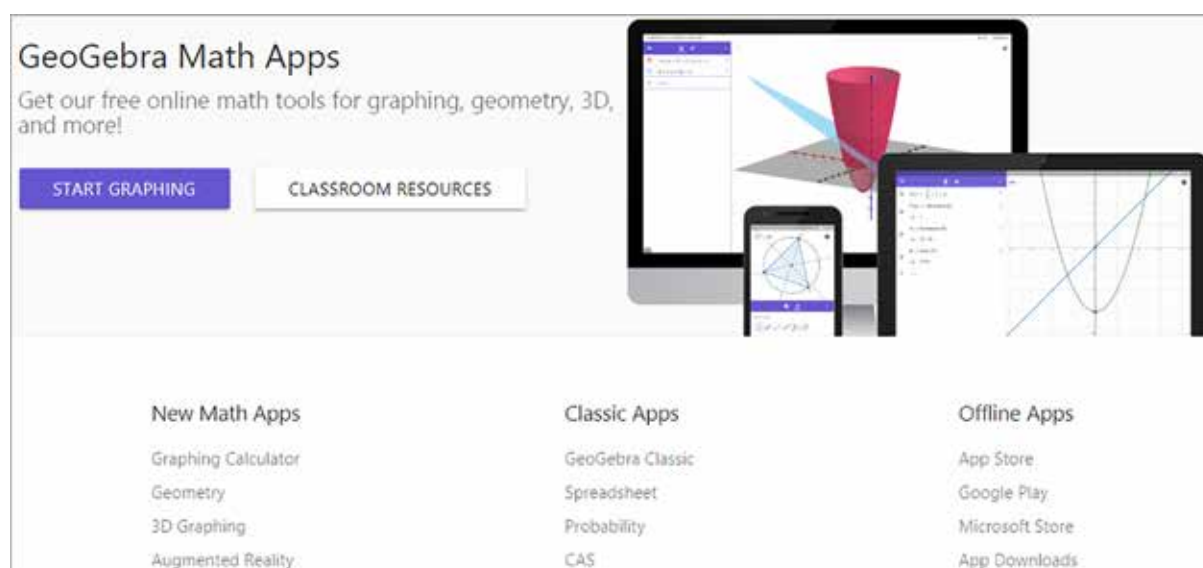 GeoGebra Math Apps
Get our free online math tools for graphing, geometry, 3D,
and more!
START GRAPHING
CLASSROOM RESOURCES
New Math Apps
Graphing Calculator
Geometry
3D Graphing
Augmented Reality
Classic Apps
GeoGebra Classic
Spreadsheet
Probability
CAS
Offline Apps
App Store
Google Play
Microsoft Store
App Downloads